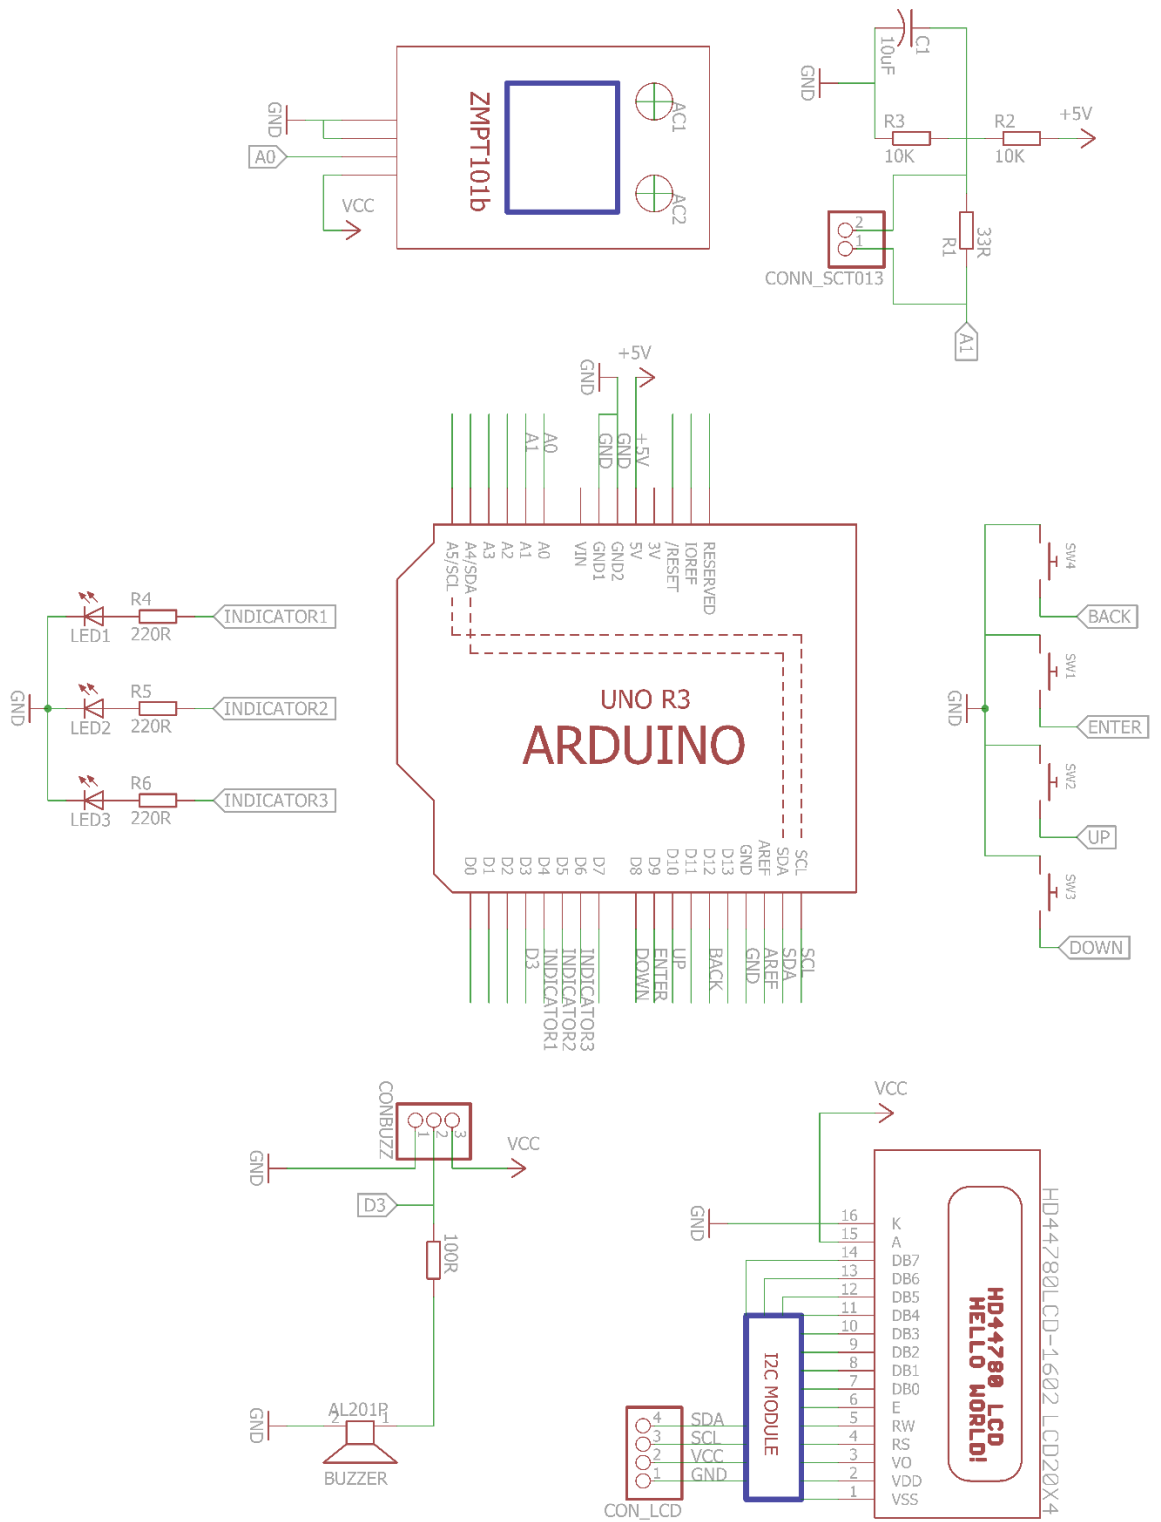 GND
A0
VCC
ZMPT101b
AC1
AC2
C1
10uF
GND
R3
10K
R2
10K
+5V
2
1
CONN_SCT013
33R
R1
A1
+5V
GND
A1
A0
GND
GND
+5V
A5/SCL
A4/SDA
A3
A2
A1
A0
VIN
GND1
GND2
5V
3V
/RESET
IOREF
RESERVED
UNO R3
ARDUINO
D0
D1
D2
D3
D4
D5
D6
D7
D8
D9
D10
D11
D12
D13
GND
AREF
SDA
SCL
D3
INDICATOR1
INDICATOR2
INDICATOR3
DOWN
ENTER
UP
BACK
GND
AREF
SDA
SCL
R4
LED1
220R
INDICATOR1
GND
R5
LED2
220R
INDICATOR2
R6
LED3
220R
INDICATOR3
SW4
BACK
SW1
ENTER
GND
SW2
UP
SW3
DOWN
CONBUZZ
1
2
3
GND
VCC
D3
100R
GND
AL201P
2
1
BUZZER
VCC
GND
16 K
15 A
14 DB7
13 DB6
12 DB5
11 DB4
10 DB3
9 DB2
8 DB1
7 DB0
6 E
5 RW
4 RS
3 VO
2 VDD
1 VSS
HD44780 LCD
HELLO WORLD!
HD44780LCD-1602 LCD20X4
I2C MODULE
4 SDA
3 SCL
2 VCC
1 GND
CON_LCD